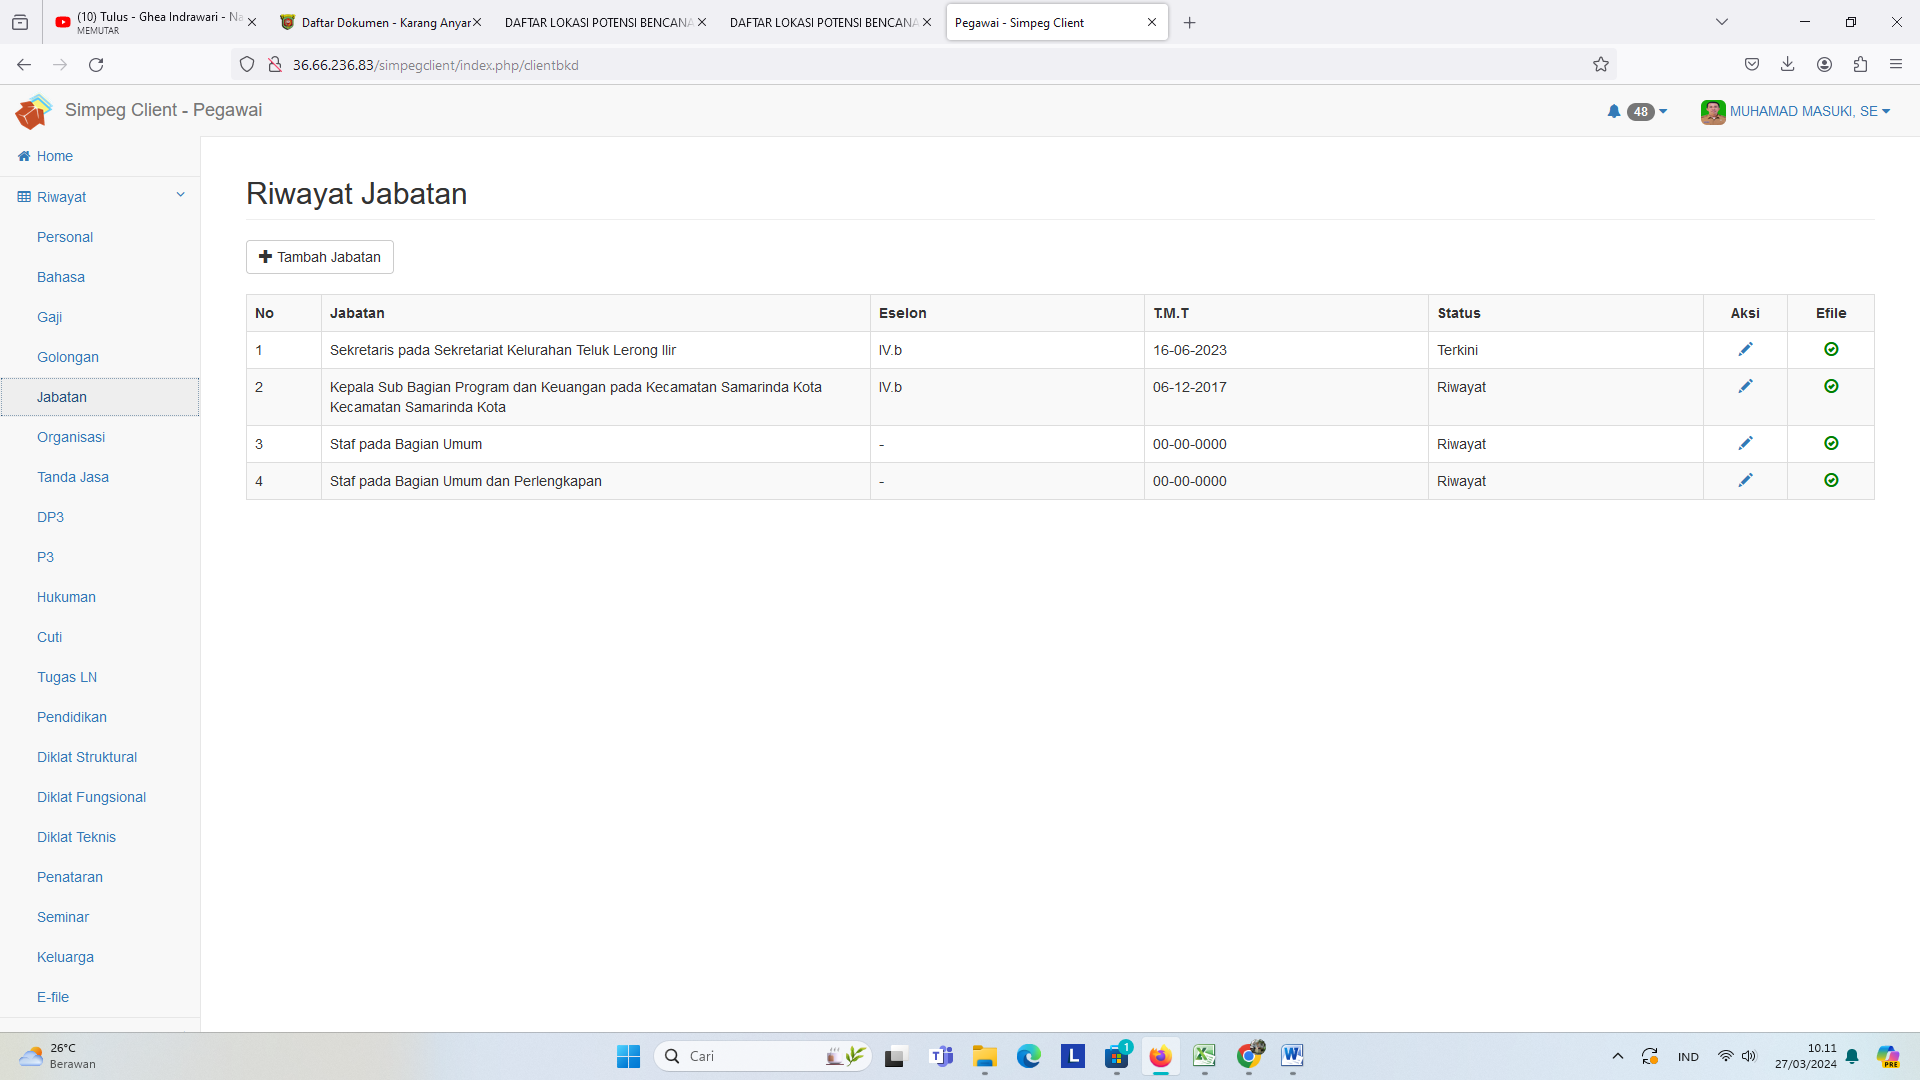 (10) Tulus - Ghea Indrawari - Na
MEMUTAR
Daftar Dokumen - Karang Anyar
DAFTAR LOKASI POTENSI BENCANA
DAFTAR LOKASI POTENSI BENCANA
Pegawai - Simpeg Client
36.66.236.83/simpegclient/index.php/clientbkd
Simpeg Client - Pegawai
48
MUHAMAD MASUKI, SE
Home
Riwayat
Personal
Bahasa
Gaji
Golongan
Jabatan
Organisasi
Tanda Jasa
DP3
P3
Hukuman
Cuti
Tugas LN
Pendidikan
Diklat Struktural
Diklat Fungsional
Diklat Teknis
Penataran
Seminar
Keluarga
E-file
Riwayat Jabatan
Tambah Jabatan
No Jabatan Eselon T.M.T Status Aksi Efile
1 Sekretaris pada Sekretariat Kelurahan Teluk Lerong Ilir IV.b 16-06-2023 Terkini
2 Kepala Sub Bagian Program dan Keuangan pada Kecamatan Samarinda Kota IV.b 06-12-2017 Riwayat
Kecamatan Samarinda Kota
3 Staf pada Bagian Umum - 00-00-0000 Riwayat
4 Staf pada Bagian Umum dan Perlengkapan - 00-00-0000 Riwayat
26°C
Berawan
Cari
L
1
IND
10.11
27/03/2024
PRE